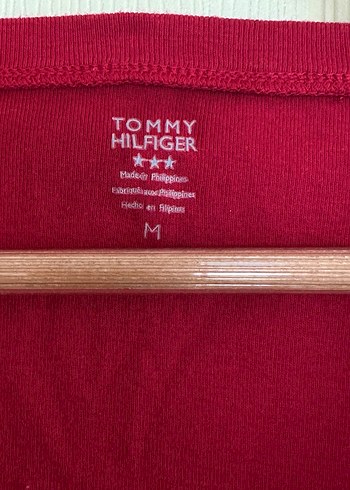 TOMMY
HILFIGER
Made in Philippines
Fabriqué aux Philippines
Hecho en Filipinas
M